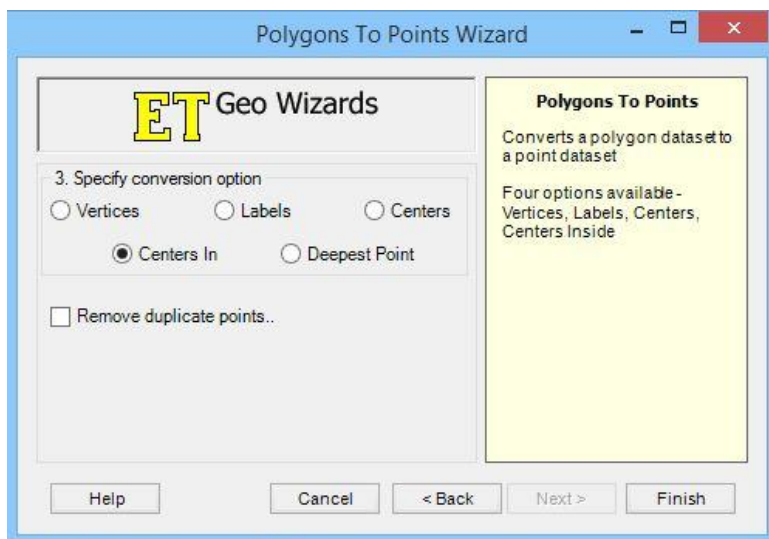 Polygons To Points Wizard
ET Geo Wizards
3. Specify conversion option
Vertices
Labels
Centers
Centers In
Deepest Point
Remove duplicate points..
Polygons To Points
Converts a polygon dataset to
a point dataset
Four options available -
Vertices, Labels, Centers,
Centers Inside
Help
Cancel
< Back
Next >
Finish